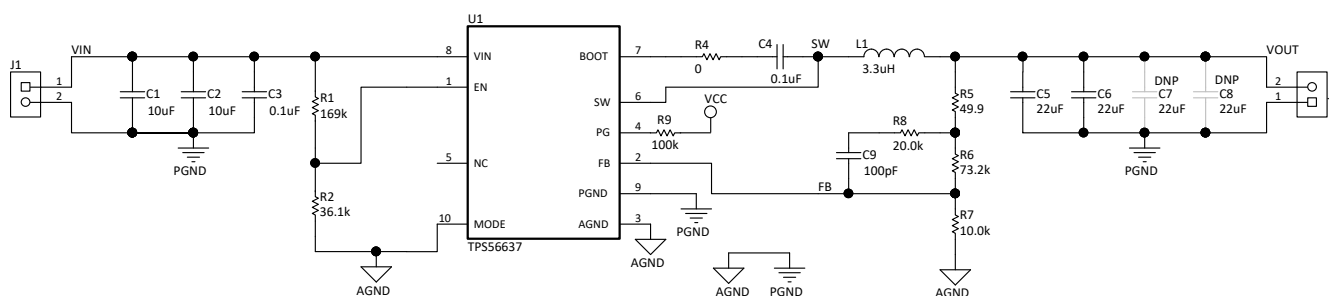 U1
TPS56637
J1
1
2
VIN
C1
10uF
C2
10uF
C3
0.1uF
PGND
R1
169k
R2
36.1k
AGND
8
VIN
1
EN
5
NC
10
MODE
BOOT
7
SW
6
PG
4
FB
2
PGND
9
AGND
3
R4
0
C4
0.1uF
SW
L1
3.3uH
VCC
R9
100k
PGND
AGND
AGND
PGND
C9
100pF
R8
20.0k
FB
R5
49.9
R6
73.2k
R7
10.0k
AGND
C5
22uF
C6
22uF
DNP
C7
22uF
DNP
C8
22uF
PGND
VOUT
2
1